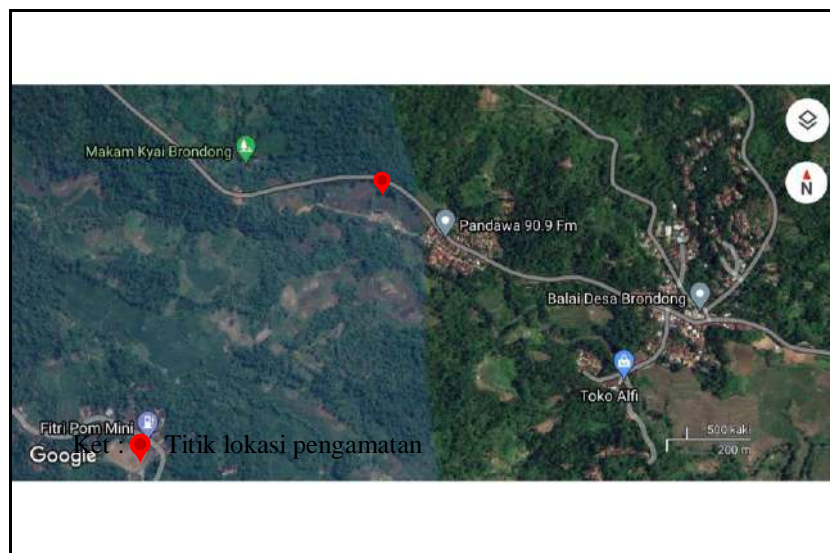 Makam Kyai Brondong
N
Pandawa 90.9 Fm
Balai Desa Brondong
Toko Alfi
500 kaki
200 m
Fitri Pom Mini
Google
Ket : Titik lokasi pengamatan